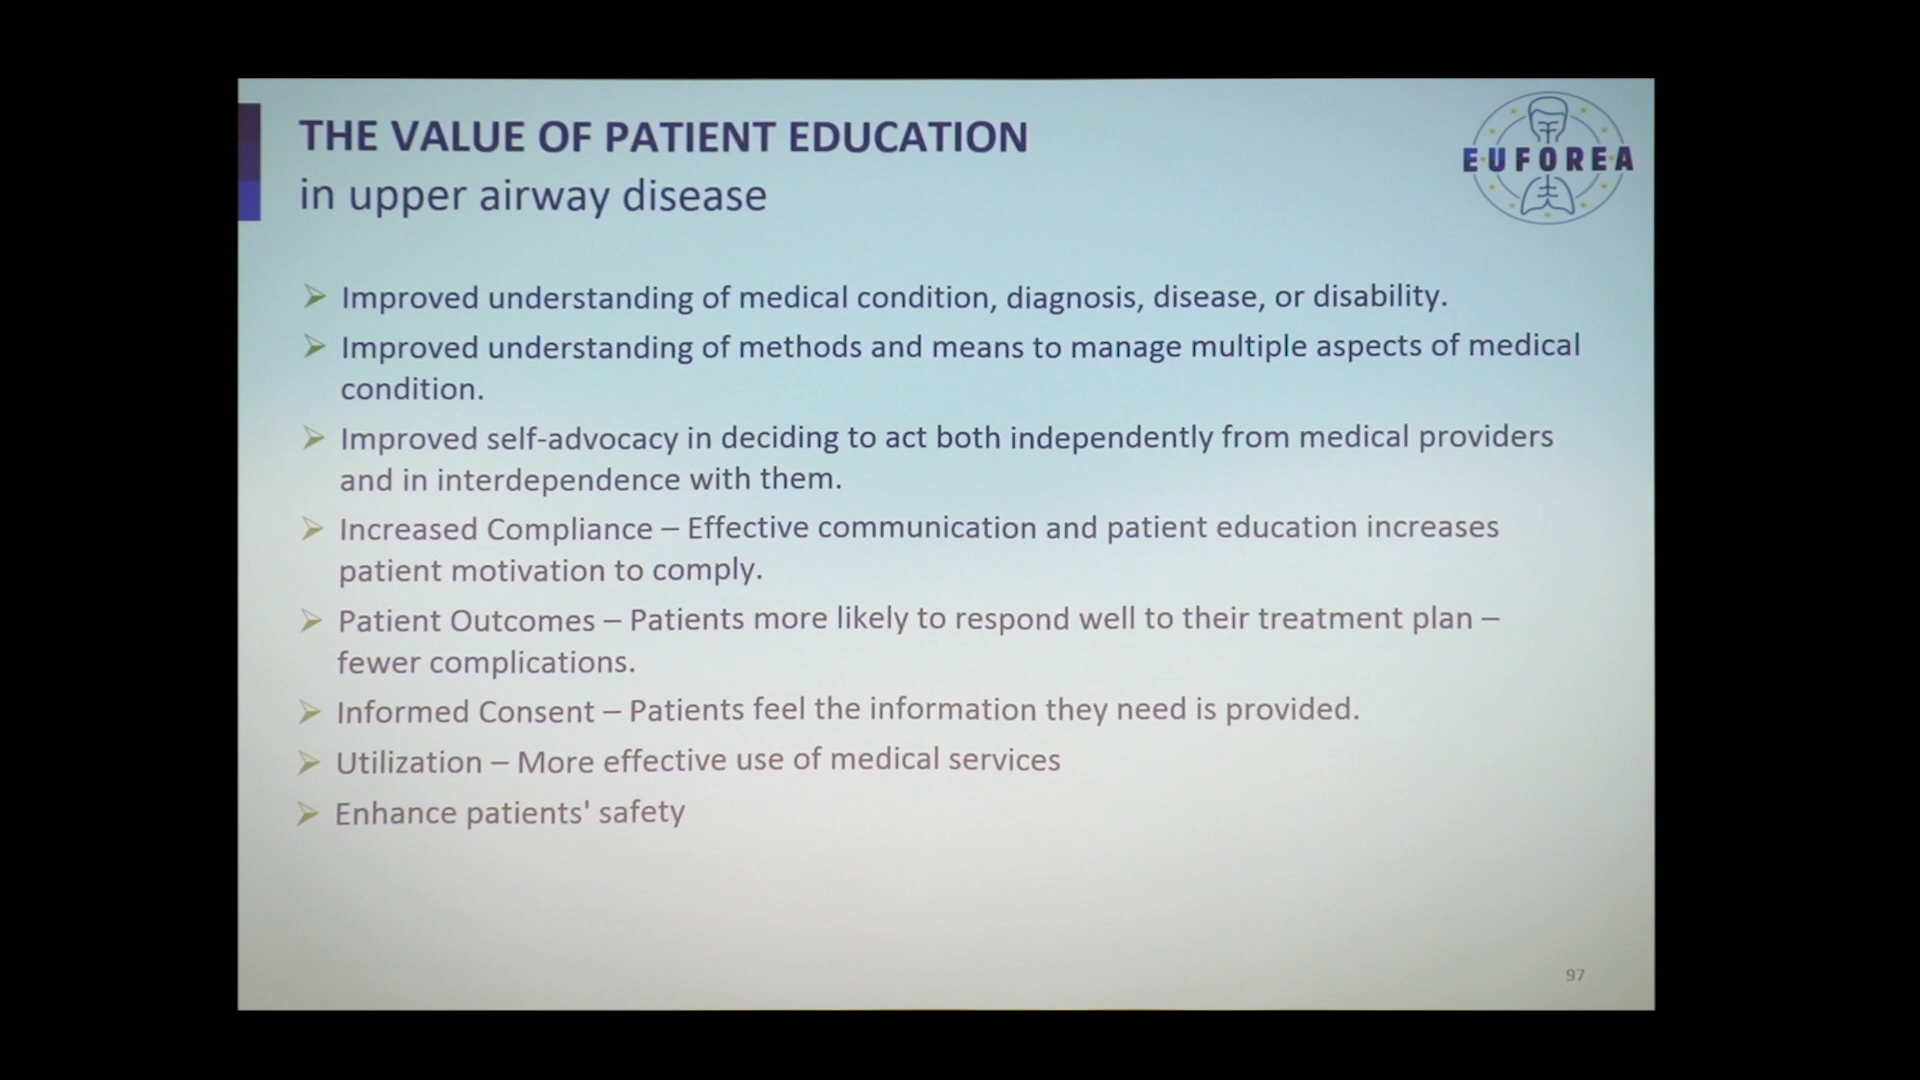 THE VALUE OF PATIENT EDUCATION
in upper airway disease
EUFOREA
Improved understanding of medical condition, diagnosis, disease, or disability.
Improved understanding of methods and means to manage multiple aspects of medical
condition.
Improved self-advocacy in deciding to act both independently from medical providers
and in interdependence with them.
Increased Compliance – Effective communication and patient education increases
patient motivation to comply.
Patient Outcomes – Patients more likely to respond well to their treatment plan –
fewer complications.
Informed Consent – Patients feel the information they need is provided.
Utilization – More effective use of medical services
Enhance patients' safety
97